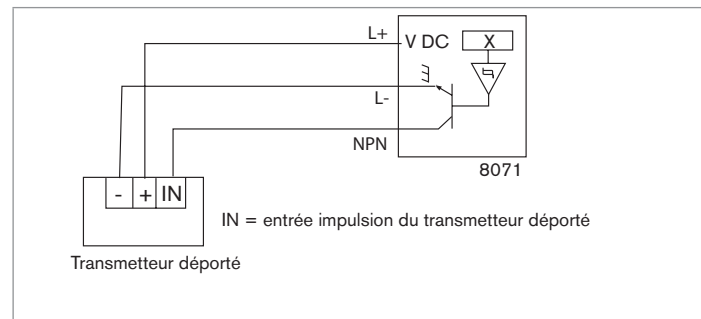 L+
V DC
X
L-
NPN
8071
- + IN
IN = entrée impulsion du transmetteur déporté
Transmetteur déporté